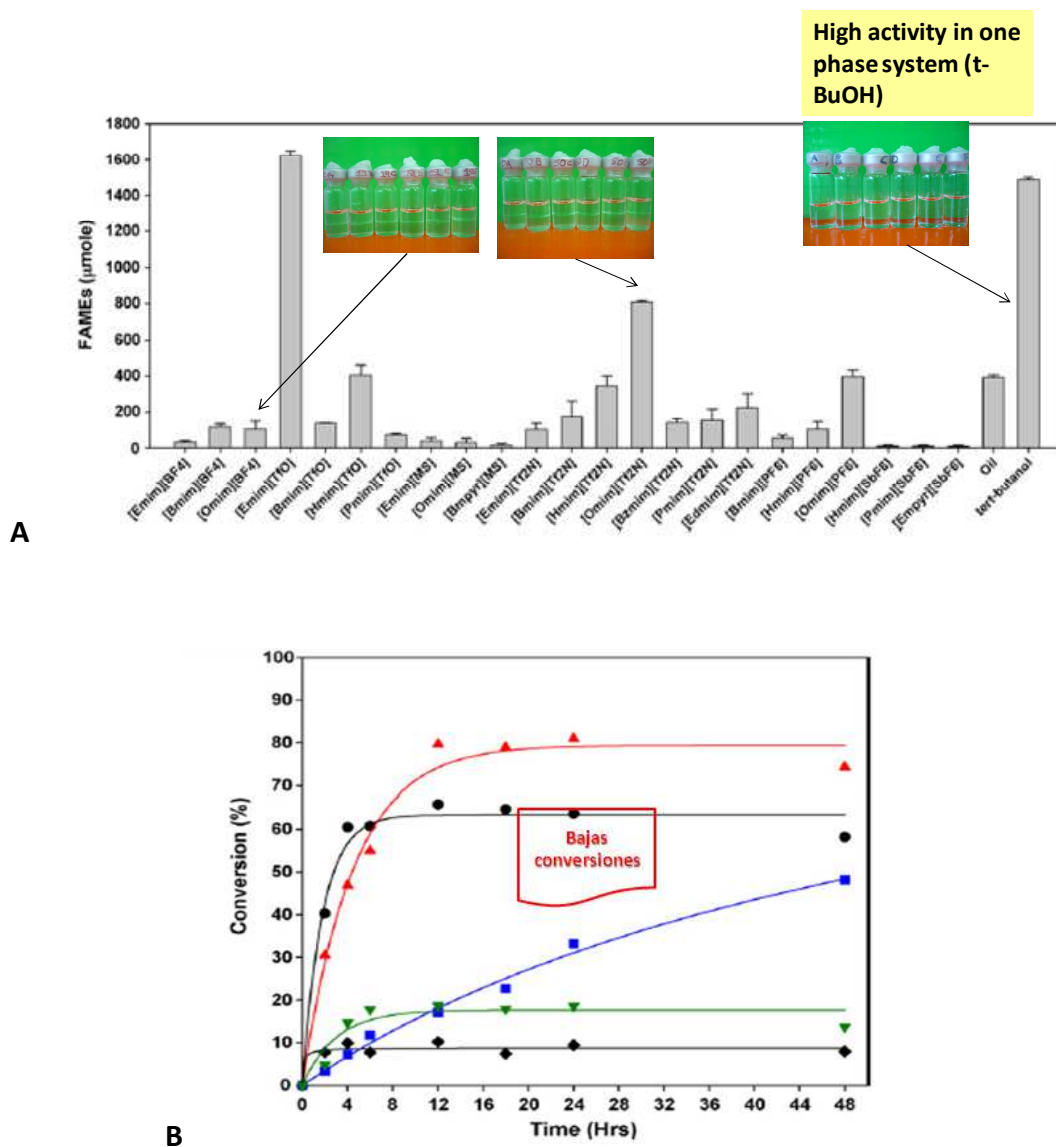 High activity in one
phase system (t-
BuOH)
1800
1600
1400
1200
1000
800
600
400
200
0
FAMEs (μmole)
[Emim][BF4]
[Bmim][BF4]
[Omim][BF4]
[Emim][TfO]
[Bmim][TfO]
[Hmim][TfO]
[Pmim][TfO]
[Emim][MS]
[Omim][MS]
[Bmpyr][MS]
[Emim][Tf2N]
[Bmim][Tf2N]
[Hmim][Tf2N]
[Omim][Tf2N]
[Bzmim][Tf2N]
[Pmim][Tf2N]
[Edmim][Tf2N]
[Bmim][PF6]
[Hmim][PF6]
[Omim][PF6]
[Hmim][SbF6]
[Pmim][SbF6]
[Empyr][SbF6]
Oil
tert-butanol
A
100
90
80
70
60
50
40
30
20
10
0
Conversion (%)
Bajas
conversiones
0 4 8 12 16 20 24 28 32 36 40 44 48
Time (Hrs)
B